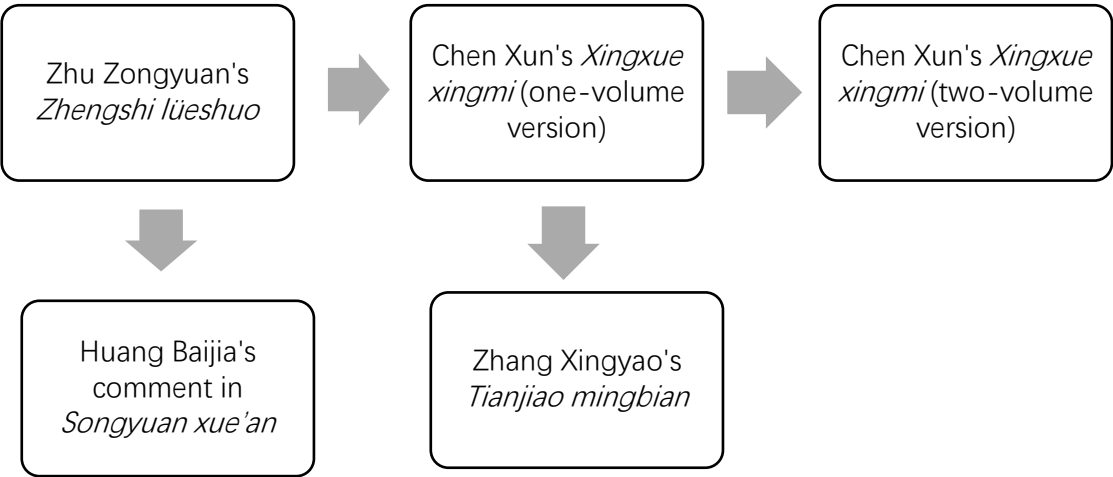 Zhu Zongyuan's
Zhengshi lüeshuo
Chen Xun's Xingxue
xingmi (one-volume
version)
Chen Xun's Xingxue
xingmi (two-volume
version)
Huang Baijia's
comment in
Songyuan xue’an
Zhang Xingyao's
Tianjiao mingbian